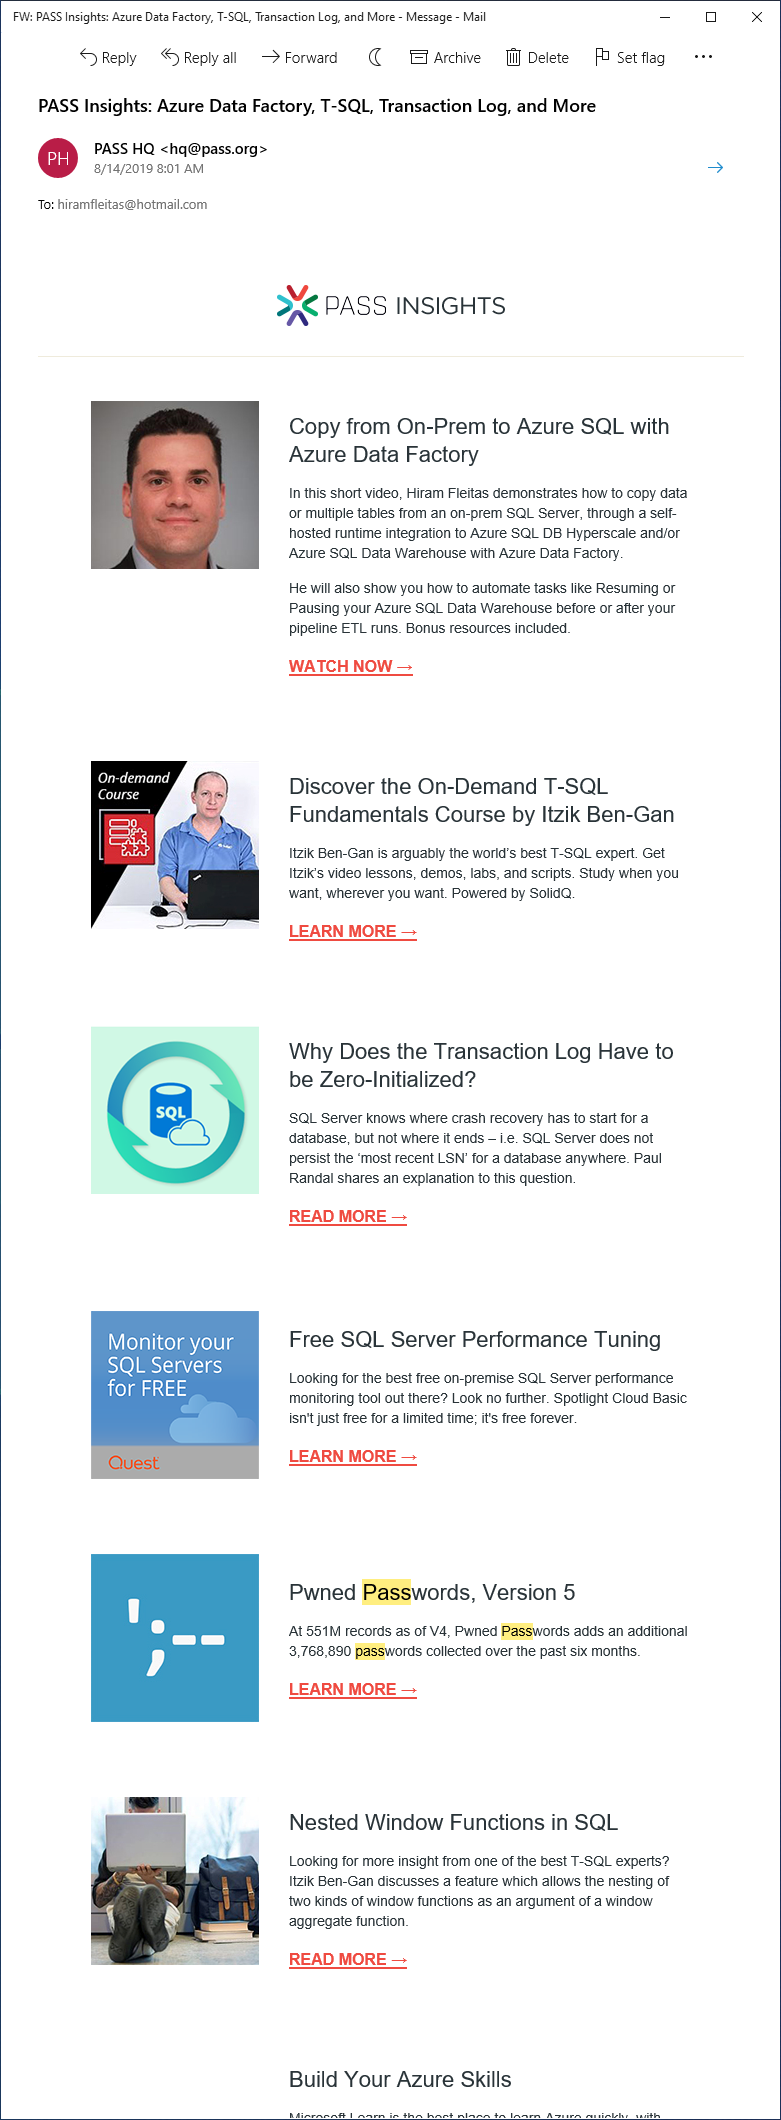 FW: PASS Insights: Azure Data Factory, T-SQL, Transaction Log, and More - Message - Mail
Reply Reply all Forward Archive Delete Set flag
PASS Insights: Azure Data Factory, T-SQL, Transaction Log, and More
PH
PASS HQ <hq@pass.org>
8/14/2019 8:01 AM
To: hiramfleitas@hotmail.com
PASS INSIGHTS
Copy from On-Prem to Azure SQL with
Azure Data Factory
In this short video, Hiram Fleitas demonstrates how to copy data
or multiple tables from an on-prem SQL Server, through a self-
hosted runtime integration to Azure SQL DB Hyperscale and/or
Azure SQL Data Warehouse with Azure Data Factory.
He will also show you how to automate tasks like Resuming or
Pausing your Azure SQL Data Warehouse before or after your
pipeline ETL runs. Bonus resources included.
WATCH NOW →
On-demand
Course
Discover the On-Demand T-SQL
Fundamentals Course by Itzik Ben-Gan
Itzik Ben-Gan is arguably the world’s best T-SQL expert. Get
Itzik’s video lessons, demos, labs, and scripts. Study when you
want, wherever you want. Powered by SolidQ.
LEARN MORE →
SQL
Why Does the Transaction Log Have to
be Zero-Initialized?
SQL Server knows where crash recovery has to start for a
database, but not where it ends – i.e. SQL Server does not
persist the ‘most recent LSN’ for a database anywhere. Paul
Randal shares an explanation to this question.
READ MORE →
Monitor your
SQL Servers
for FREE
Quest
Free SQL Server Performance Tuning
Looking for the best free on-premise SQL Server performance
monitoring tool out there? Look no further. Spotlight Cloud Basic
isn't just free for a limited time; it's free forever.
LEARN MORE →
';--
Pwned Passwords, Version 5
At 551M records as of V4, Pwned Passwords adds an additional
3,768,890 passwords collected over the past six months.
LEARN MORE →
Nested Window Functions in SQL
Looking for more insight from one of the best T-SQL experts?
Itzik Ben-Gan discusses a feature which allows the nesting of
two kinds of window functions as an argument of a window
aggregate function.
READ MORE →
Build Your Azure Skills
Microsoft Learn is the best place to learn Azure quickly, with